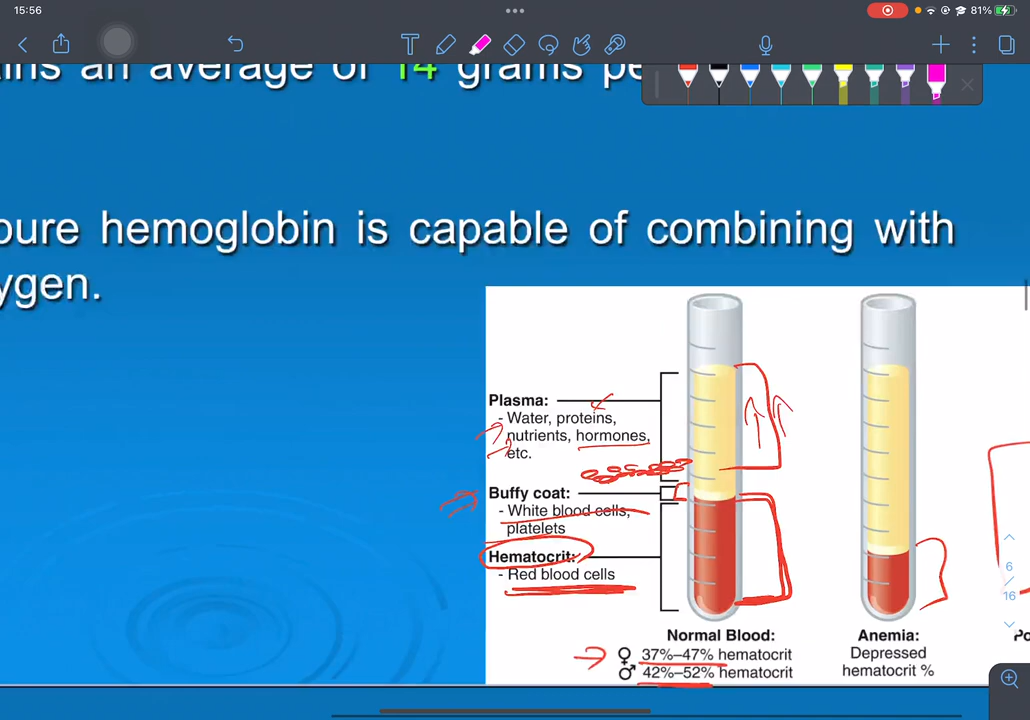 15:56
81%
ains an average of 14 grams pe
pure hemoglobin is capable of combining with
ygen.
Plasma:
- Water, proteins,
nutrients, hormones,
etc.
Buffy coat:
- White blood cells,
platelets
Hematocrit:
- Red blood cells
Normal Blood:
♀ 37%–47% hematocrit
♂ 42%–52% hematocrit
Anemia:
Depressed
hematocrit %
Po
6
16